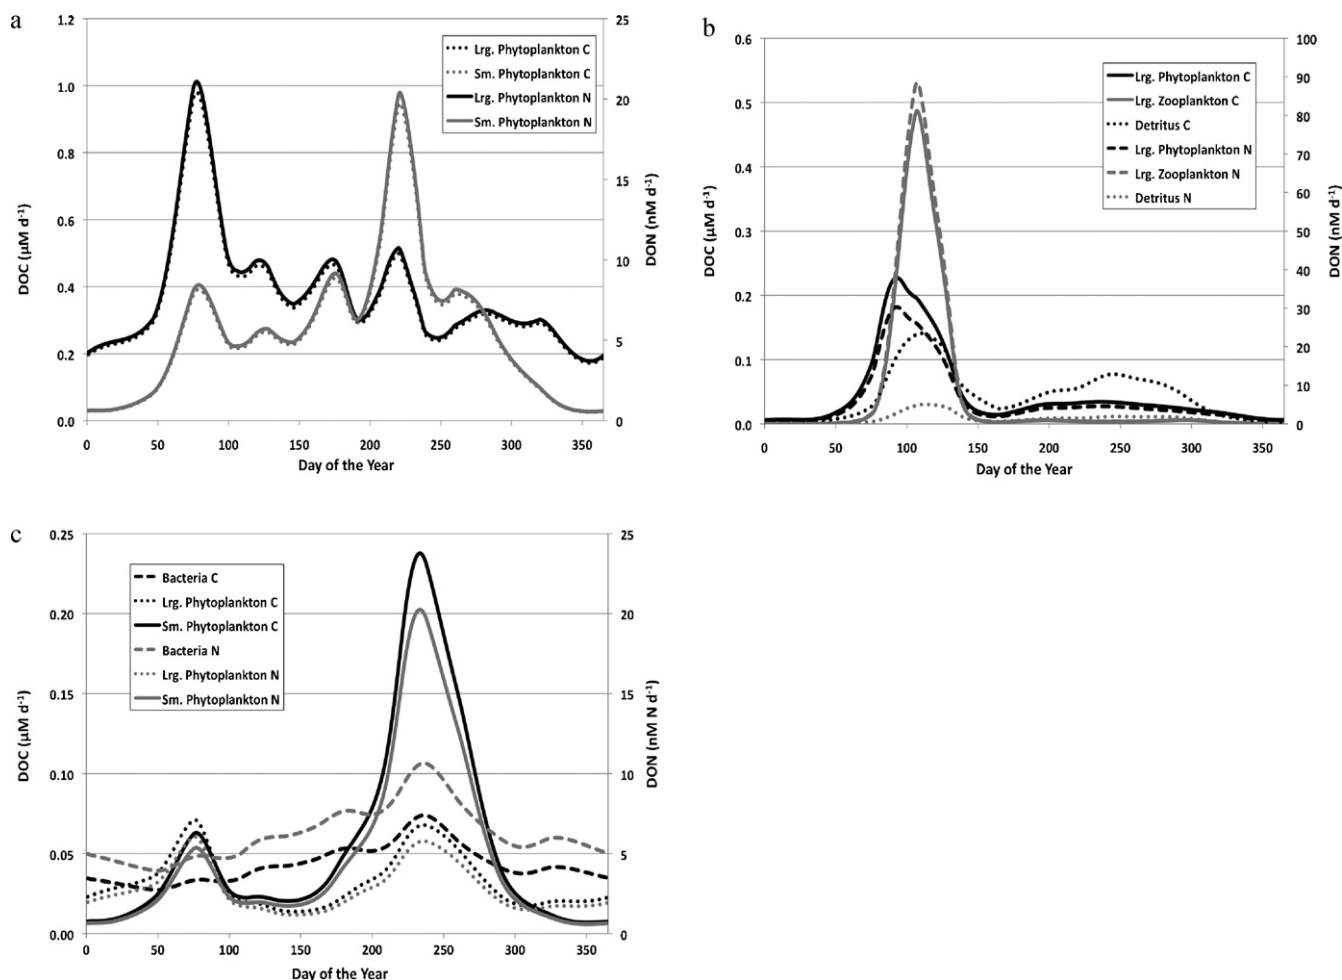 a
1.2
1.0
0.8
0.6
0.4
0.2
0.0
DOC (µM d⁻¹)
25
20
15
10
5
0
DON (nM d⁻¹)
Lrg. Phytoplankton C
Sm. Phytoplankton C
Lrg. Phytoplankton N
Sm. Phytoplankton N
0 50 100 150 200 250 300 350
Day of the Year
b
0.6
0.5
0.4
0.3
0.2
0.1
0.0
DOC (µM d⁻¹)
100
90
80
70
60
50
40
30
20
10
0
DON (nM d⁻¹)
Lrg. Phytoplankton C
Lrg. Zooplankton C
Detritus C
Lrg. Phytoplankton N
Lrg. Zooplankton N
Detritus N
0 50 100 150 200 250 300 350
Day of the Year
c
0.25
0.20
0.15
0.10
0.05
0.00
DOC (µM d⁻¹)
25
20
15
10
5
0
DON (nM N d⁻¹)
Bacteria C
Lrg. Phytoplankton C
Sm. Phytoplankton C
Bacteria N
Lrg. Phytoplankton N
Sm. Phytoplankton N
0 50 100 150 200 250 300 350
Day of the Year